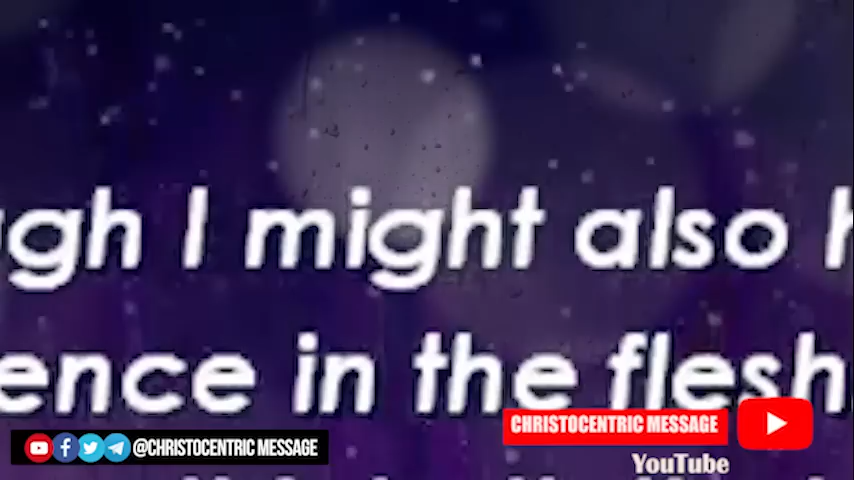 ugh I might also h
ence in the flesh
CHRISTOCENTRIC MESSAGE
@CHRISTOCENTRIC MESSAGE
YouTube